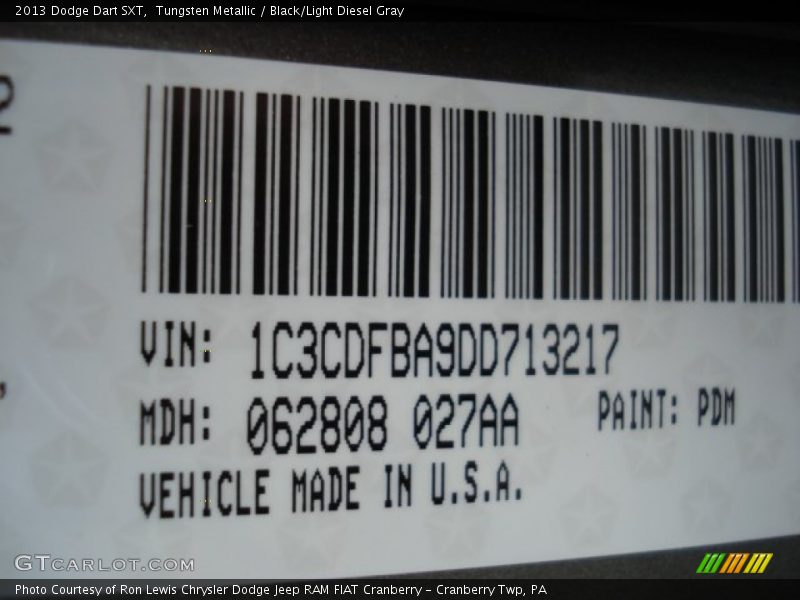 2013 Dodge Dart SXT,  Tungsten Metallic / Black/Light Diesel Gray
VIN: 1C3CDFBA9DD713217
MDH: 062808 027AA PAINT: PDM
VEHICLE MADE IN U.S.A.
GTCARLOT.COM
Photo Courtesy of Ron Lewis Chrysler Dodge Jeep RAM FIAT Cranberry – Cranberry Twp, PA